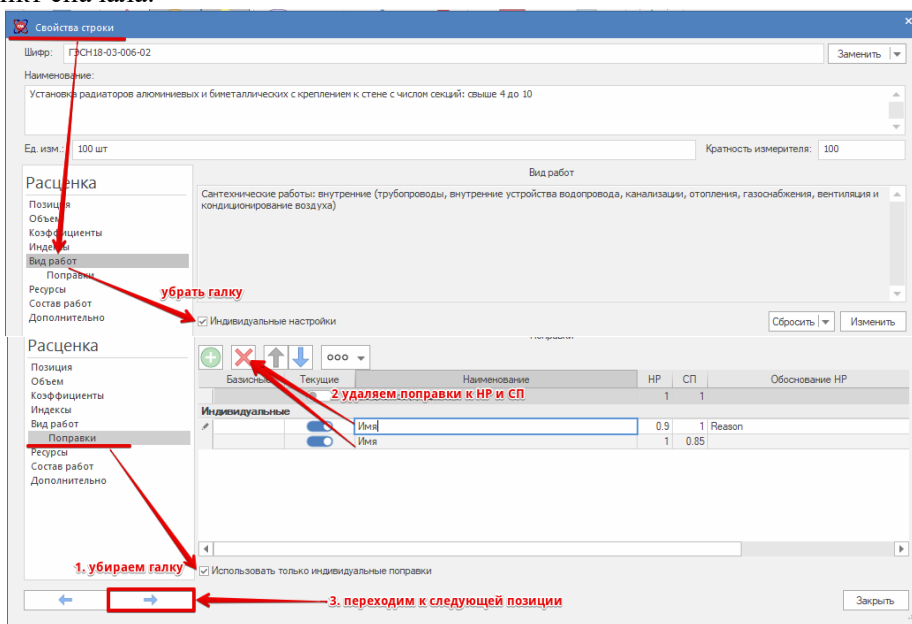 Свойства строки
Шифр: ГЭСН18-03-006-02 Заменить
Наименование:
Установка радиаторов алюминиевых и биметаллических с креплением к стене с числом секций: свыше 4 до 10
Ед. изм.: 100 шт Кратность измерителя: 100
Расценка
Позиция
Объем
Коэффициенты
Индексы
Вид работ
Поправки
Ресурсы
Состав работ
Дополнительно
Вид работ
Сантехнические работы: внутренние (трубопроводы, внутренние устройства водопровода, канализации, отопления, газоснабжения, вентиляция и
кондиционирование воздуха)
убрать галку
Индивидуальные настройки Сбросить Изменить
Расценка
Позиция
Объем
Коэффициенты
Индексы
Вид работ
Поправки
Ресурсы
Состав работ
Дополнительно
Базисные Текущие Наименование НР СП Обоснование НР
2 удаляем поправки к НР и СП
1 1
Индивидуальные
Имя 0.9 1 Reason
Имя 1 0.85
1. убираем галку
Использовать только индивидуальные поправки
3. переходим к следующей позиции
Закрыть